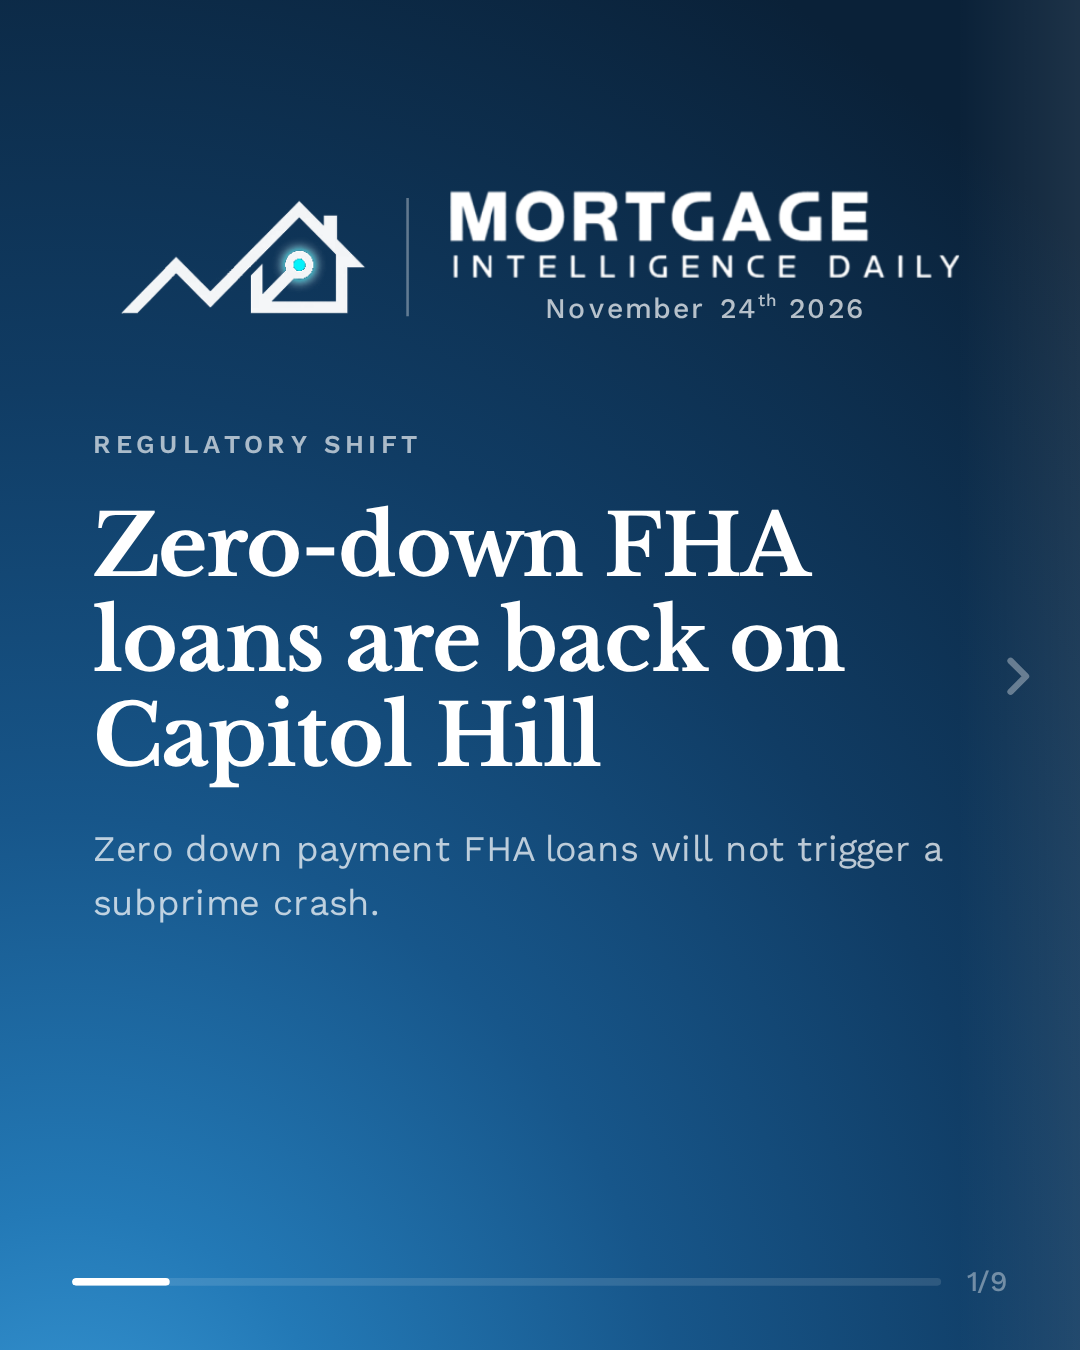 MORTGAGE
INTELLIGENCE DAILY
November 24th 2026
REGULATORY SHIFT
Zero-down FHA
loans are back on
Capitol Hill
Zero down payment FHA loans will not trigger a
subprime crash.
1/9